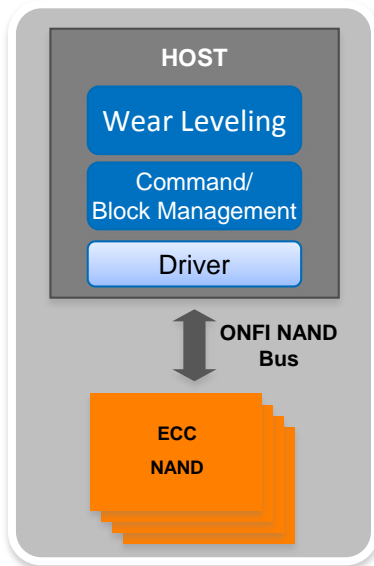 HOST
Wear Leveling
Command/
Block Management
Driver
ONFI NAND
Bus
ECC
NAND